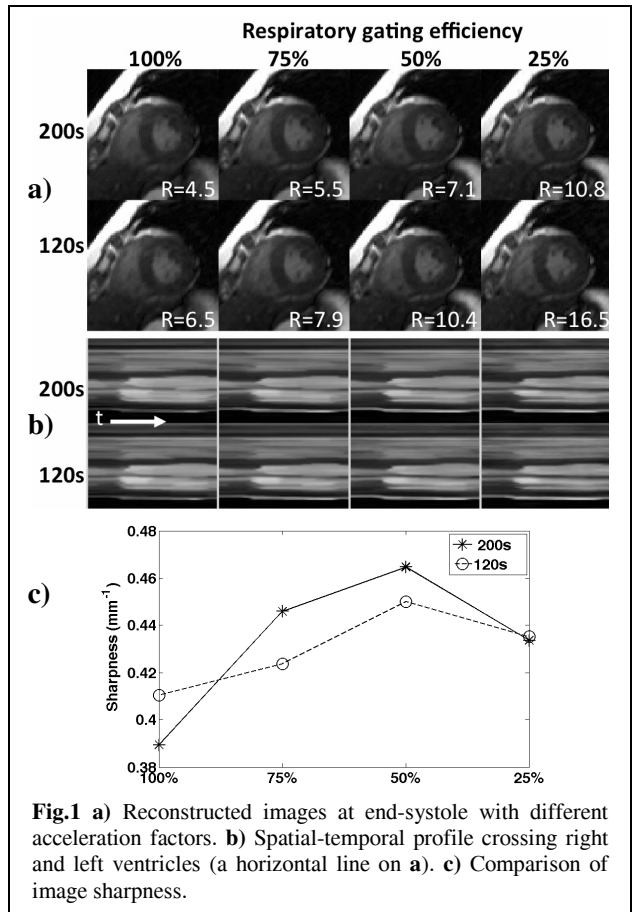 Respiratory gating efficiency
100% 75% 50% 25%
200s
a)
R=4.5 R=5.5 R=7.1 R=10.8
120s
R=6.5 R=7.9 R=10.4 R=16.5
200s
t
b)
120s
c)
0.48
0.46
0.44
0.42
0.4
0.38
Sharpness (mm⁻¹)
200s
120s
100% 75% 50% 25%
Fig.1 a) Reconstructed images at end-systole with different
acceleration factors. b) Spatial-temporal profile crossing right
and left ventricles (a horizontal line on a). c) Comparison of
image sharpness.